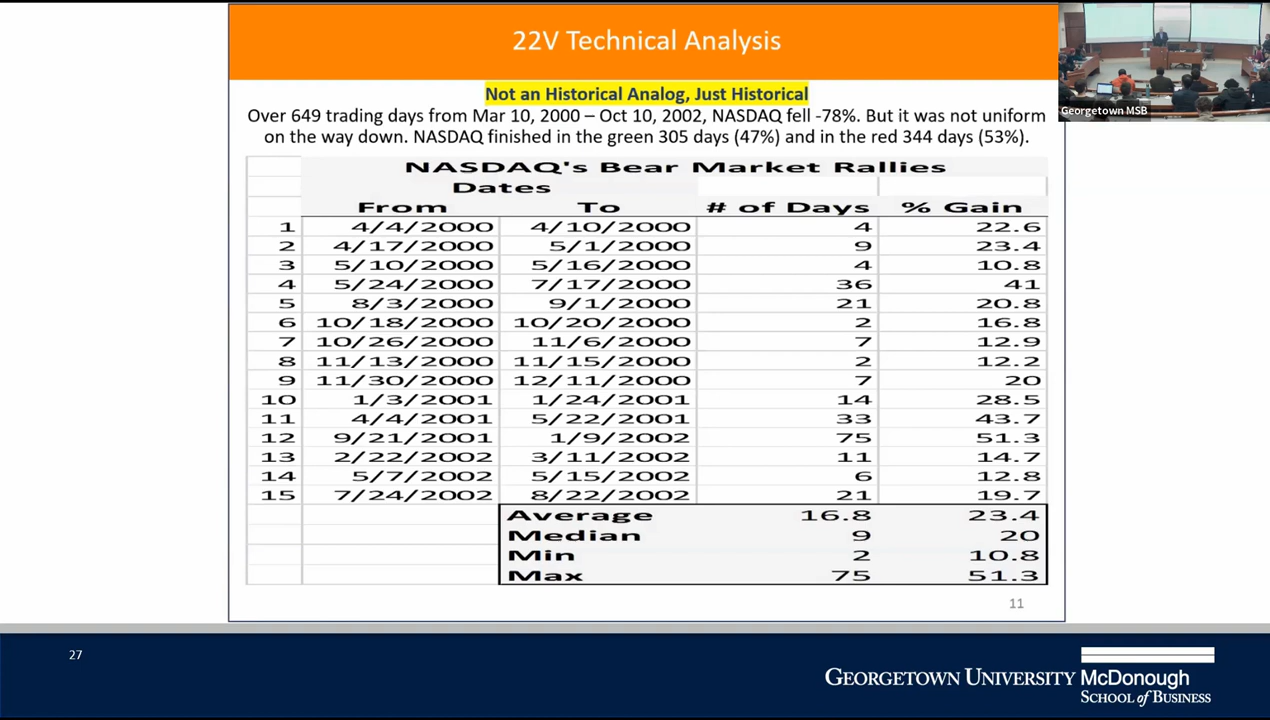 22V Technical Analysis
Georgetown MSB
Not an Historical Analog, Just Historical
Over 649 trading days from Mar 10, 2000 – Oct 10, 2002, NASDAQ fell -78%. But it was not uniform
on the way down. NASDAQ finished in the green 305 days (47%) and in the red 344 days (53%).
NASDAQ's Bear Market Rallies
Dates
From To # of Days % Gain
1 4/4/2000 4/10/2000 4 22.6
2 4/17/2000 5/1/2000 9 23.4
3 5/10/2000 5/16/2000 4 10.8
4 5/24/2000 7/17/2000 36 41
5 8/3/2000 9/1/2000 21 20.8
6 10/18/2000 10/20/2000 2 16.8
7 10/26/2000 11/6/2000 7 12.9
8 11/13/2000 11/15/2000 2 12.2
9 11/30/2000 12/11/2000 7 20
10 1/3/2001 1/24/2001 14 28.5
11 4/4/2001 5/22/2001 33 43.7
12 9/21/2001 1/9/2002 75 51.3
13 2/22/2002 3/11/2002 11 14.7
14 5/7/2002 5/15/2002 6 12.8
15 7/24/2002 8/22/2002 21 19.7
Average 16.8 23.4
Median 9 20
Min 2 10.8
Max 75 51.3
11
27
GEORGETOWN UNIVERSITY McDonough
SCHOOL of BUSINESS